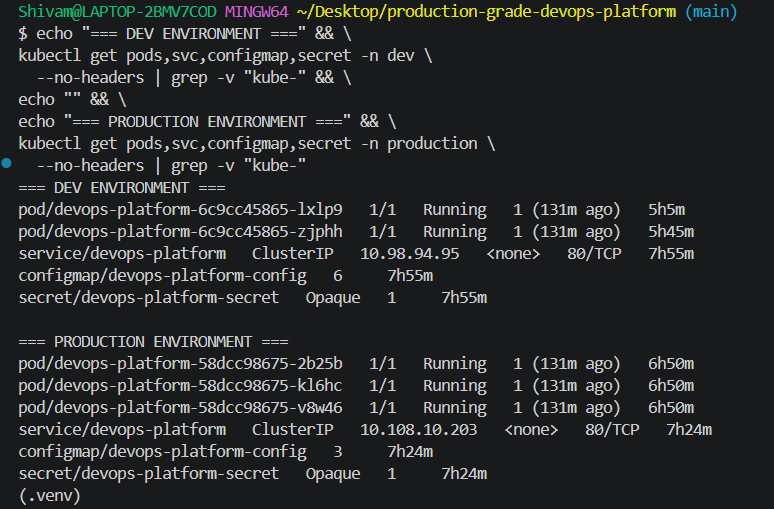 Shivam@LAPTOP-2BMV7COD MINGW64 ~/Desktop/production-grade-devops-platform (main)
$ echo "=== DEV ENVIRONMENT ===" && \
kubectl get pods,svc,configmap,secret -n dev \
  --no-headers | grep -v "kube-" && \
echo "" && \
echo "=== PRODUCTION ENVIRONMENT ===" && \
kubectl get pods,svc,configmap,secret -n production \
  --no-headers | grep -v "kube-"
=== DEV ENVIRONMENT ===
pod/devops-platform-6c9cc45865-lxlp9   1/1   Running   1 (131m ago)   5h5m
pod/devops-platform-6c9cc45865-zjphh   1/1   Running   1 (131m ago)   5h45m
service/devops-platform   ClusterIP   10.98.94.95   <none>   80/TCP   7h55m
configmap/devops-platform-config   6     7h55m
secret/devops-platform-secret   Opaque   1     7h55m

=== PRODUCTION ENVIRONMENT ===
pod/devops-platform-58dcc98675-2b25b   1/1   Running   1 (131m ago)   6h50m
pod/devops-platform-58dcc98675-kl6hc   1/1   Running   1 (131m ago)   6h50m
pod/devops-platform-58dcc98675-v8w46   1/1   Running   1 (131m ago)   6h50m
service/devops-platform   ClusterIP   10.108.10.203   <none>   80/TCP   7h24m
configmap/devops-platform-config   3     7h24m
secret/devops-platform-secret   Opaque   1     7h24m
(.venv)